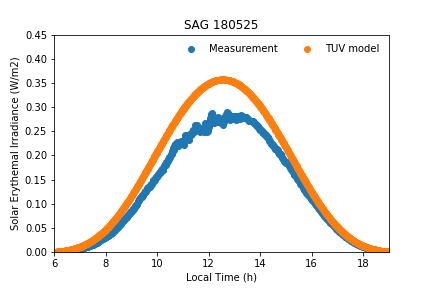 SAG 180525
0.45
Measurement TUV model
0.40
0.35
0.30
0.25
0.20
0.15
0.10
0.05
0.00
Solar Erythemal Irradiance (W/m2)
6 8 10 12 14 16 18
Local Time (h)